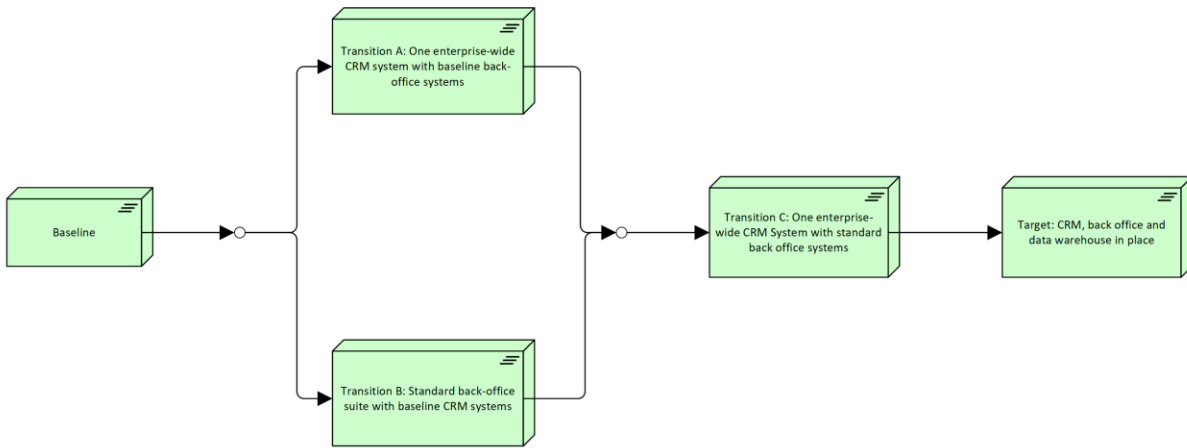 Transition A: One enterprise-wide
CRM system with baseline back-
office systems
Baseline
Transition C: One enterprise-
wide CRM System with standard
back office systems
Target: CRM, back office and
data warehouse in place
Transition B: Standard back-office
suite with baseline CRM systems